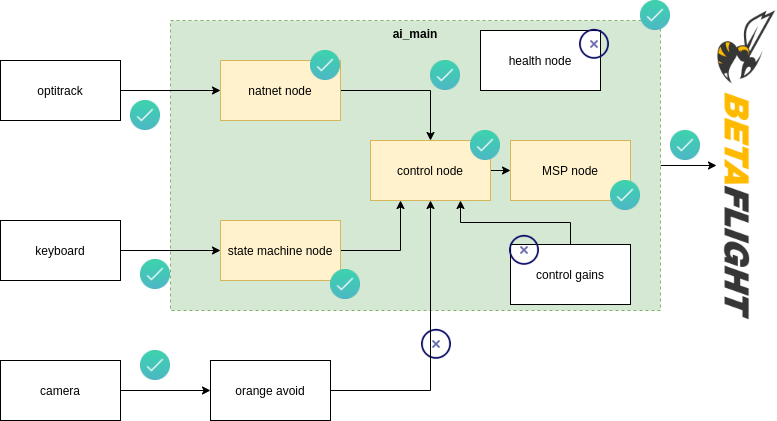 ai_main
optitrack
natnet node
health node
control node
MSP node
keyboard
state machine node
control gains
camera
orange avoid
BETAFLIGHT